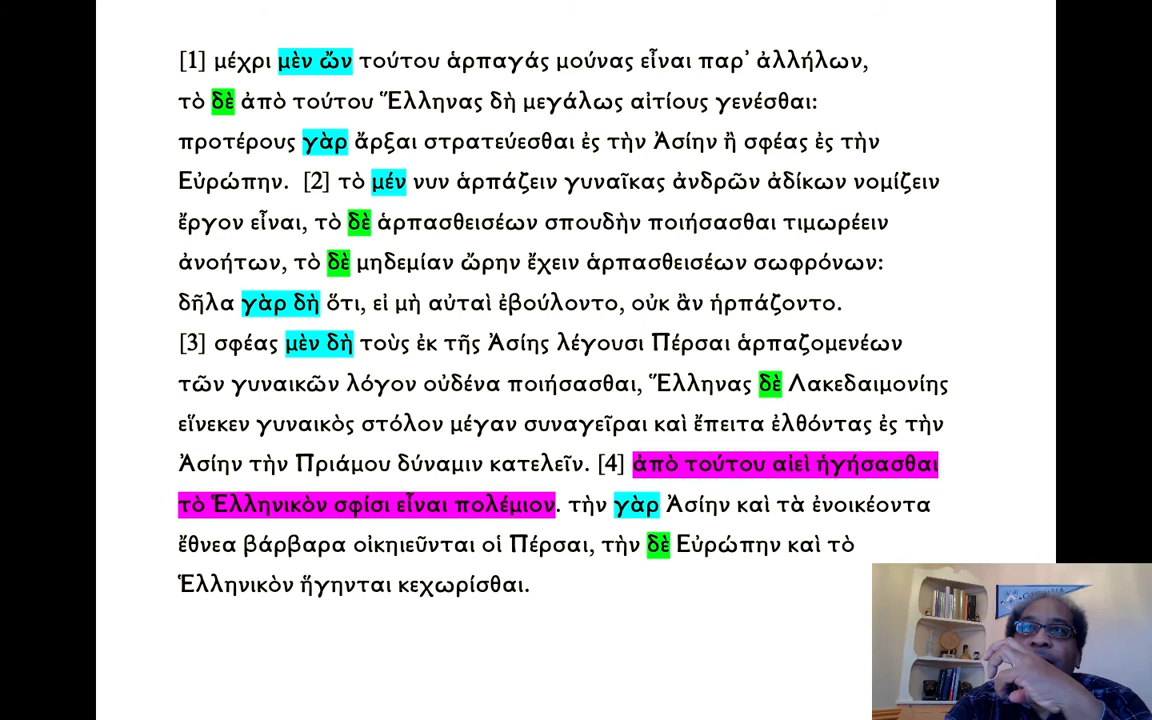 [1] μέχρι μὲν ὤν τούτου ἁρπαγάς μούνας εἶναι παρ’ ἀλλήλων,
τὸ δὲ ἀπὸ τούτου Ἕλληνας δὴ μεγάλως αἰτίους γενέσθαι:
προτέρους γὰρ ἄρξαι στρατεύεσθαι ἐς τὴν Ἀσίην ἢ σφέας ἐς τὴν
Εὐρώπην. [2] τὸ μέν νυν ἁρπάζειν γυναῖκας ἀνδρῶν ἀδίκων νομίζειν
ἔργον εἶναι, τὸ δὲ ἁρπασθεισέων σπουδὴν ποιήσασθαι τιμωρέειν
ἀνοήτων, τὸ δὲ μηδεμίαν ὤρην ἔχειν ἁρπασθεισέων σωφρόνων:
δῆλα γὰρ δὴ ὅτι, εἰ μὴ αὐταὶ ἐβούλοντο, οὐκ ἂν ἡρπάζοντο.
[3] σφέας μὲν δὴ τοὺς ἐκ τῆς Ἀσίης λέγουσι Πέρσαι ἁρπαζομενέων
τῶν γυναικῶν λόγον οὐδένα ποιήσασθαι, Ἕλληνας δὲ Λακεδαιμονίης
εἵνεκεν γυναικὸς στόλον μέγαν συναγεῖραι καὶ ἔπειτα ἐλθόντας ἐς τὴν
Ἀσίην τὴν Πριάμου δύναμιν κατελεῖν. [4] ἀπὸ τούτου αἰεὶ ἡγήσασθαι
τὸ Ἑλληνικὸν σφίσι εἶναι πολέμιον. τὴν γὰρ Ἀσίην καὶ τὰ ἐνοικέοντα
ἔθνεα βάρβαρα οἰκηιεῦνται οἱ Πέρσαι, τὴν δὲ Εὐρώπην καὶ τὸ
Ἑλληνικόν ἥγηνται κεχωρίσθαι.